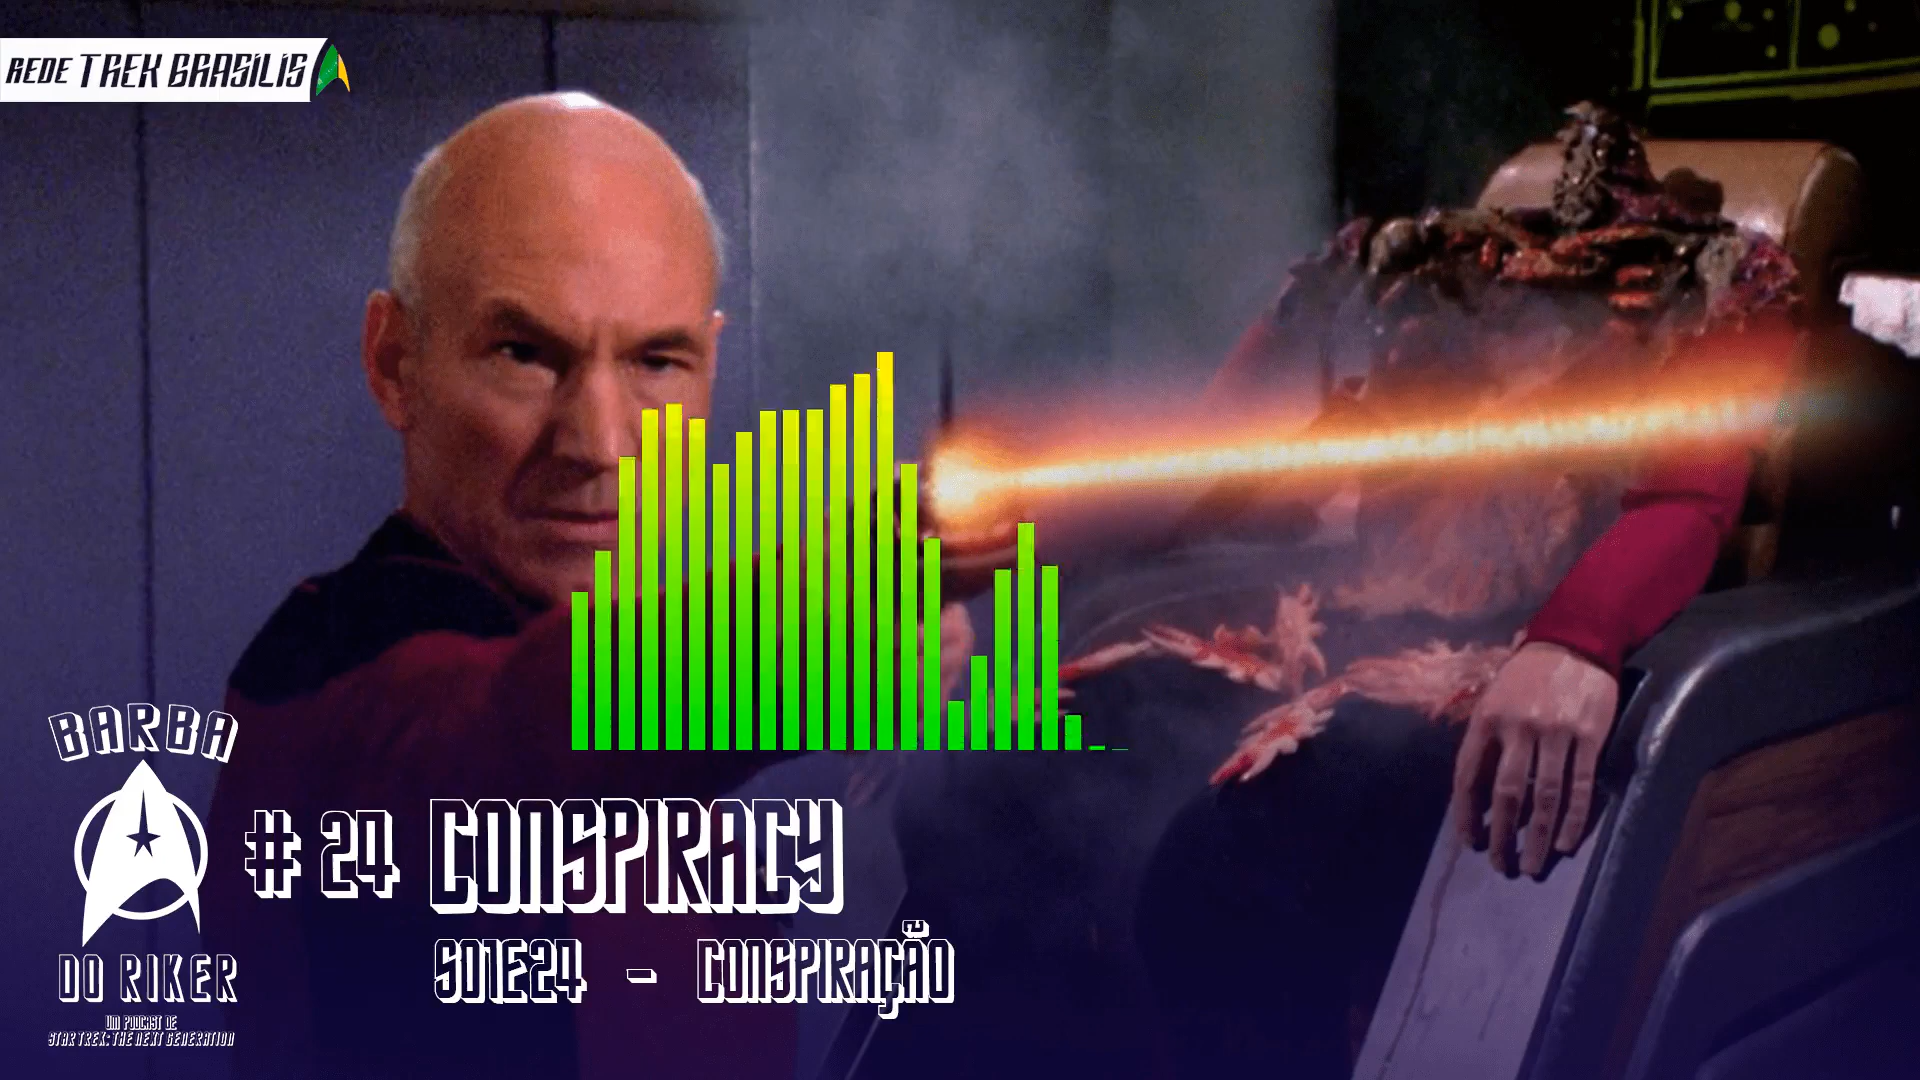 REDE TREK BRASILIS
BARBA
DO RIKER
UM PODCAST DE
STAR TREK: THE NEXT GENERATION
# 24 CONSPIRACY
S01E24 - CONSPIRAÇÃO